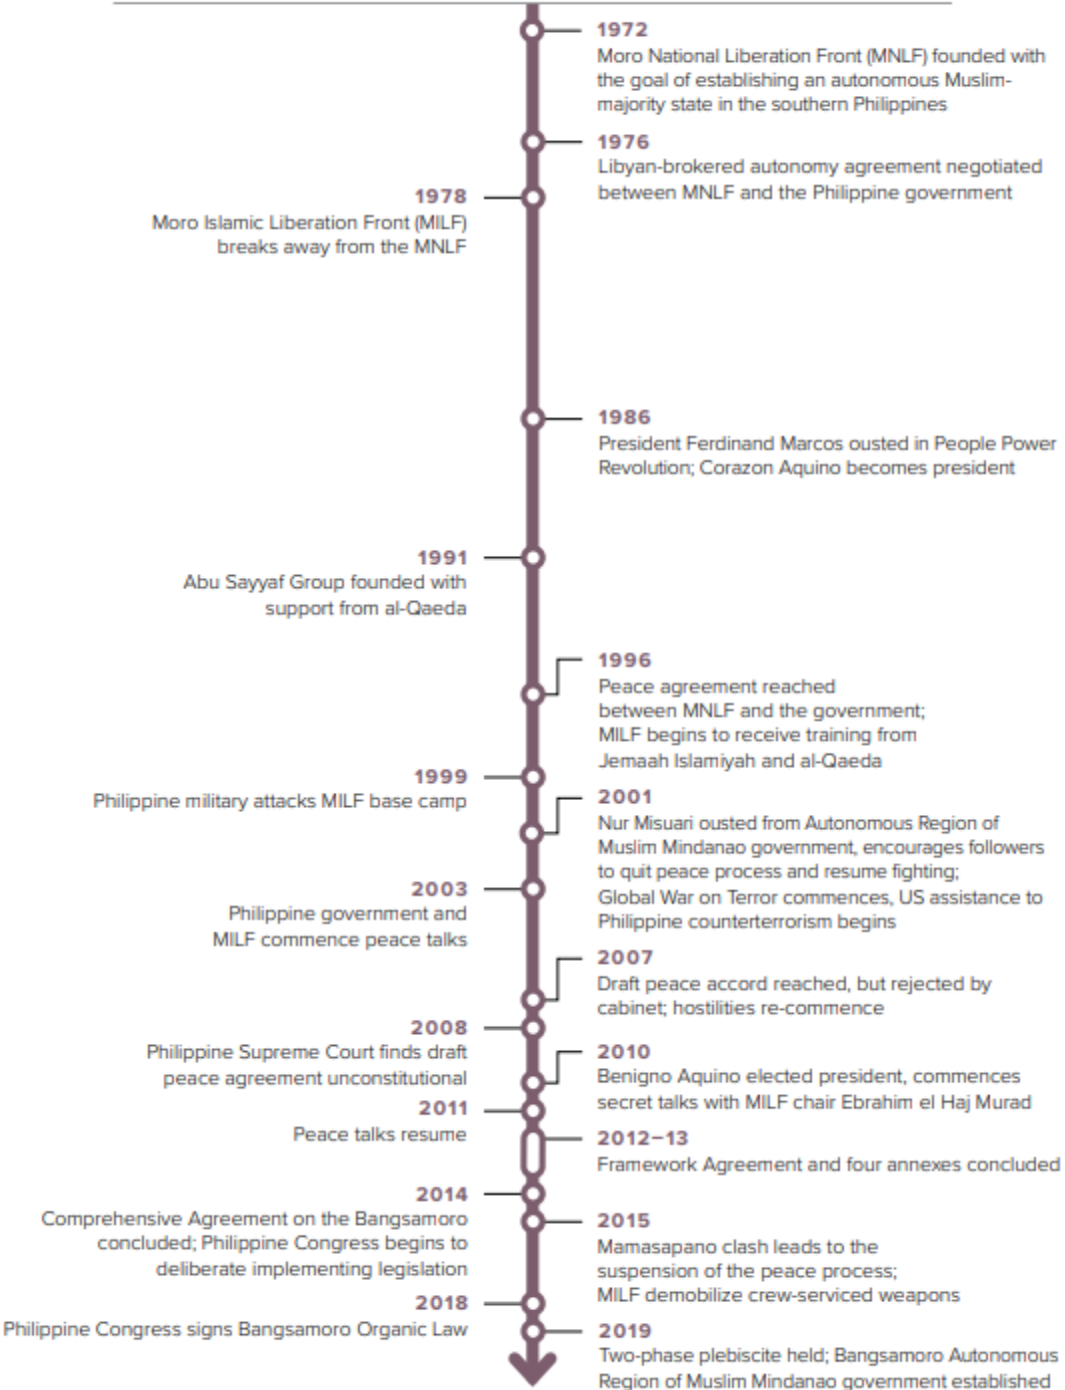 1972
Moro National Liberation Front (MNLF) founded with
the goal of establishing an autonomous Muslim-
majority state in the southern Philippines
1976
Libyan-brokered autonomy agreement negotiated
between MNLF and the Philippine government
1978
Moro Islamic Liberation Front (MILF)
breaks away from the MNLF
1986
President Ferdinand Marcos ousted in People Power
Revolution; Corazon Aquino becomes president
1991
Abu Sayyaf Group founded with
support from al-Qaeda
1996
Peace agreement reached
between MNLF and the government;
MILF begins to receive training from
Jemaah Islamiyah and al-Qaeda
1999
Philippine military attacks MILF base camp
2001
Nur Misuari ousted from Autonomous Region of
Muslim Mindanao government, encourages followers
to quit peace process and resume fighting;
Global War on Terror commences, US assistance to
Philippine counterterrorism begins
2003
Philippine government and
MILF commence peace talks
2007
Draft peace accord reached, but rejected by
cabinet; hostilities re-commence
2008
Philippine Supreme Court finds draft
peace agreement unconstitutional
2010
Benigno Aquino elected president, commences
secret talks with MILF chair Ebrahim el Haj Murad
2011
Peace talks resume
2012–13
Framework Agreement and four annexes concluded
2014
Comprehensive Agreement on the Bangsamoro
concluded; Philippine Congress begins to
deliberate implementing legislation
2015
Mamasapano clash leads to the
suspension of the peace process;
MILF demobilize crew-serviced weapons
2018
Philippine Congress signs Bangsamoro Organic Law
2019
Two-phase plebiscite held; Bangsamoro Autonomous
Region of Muslim Mindanao government established